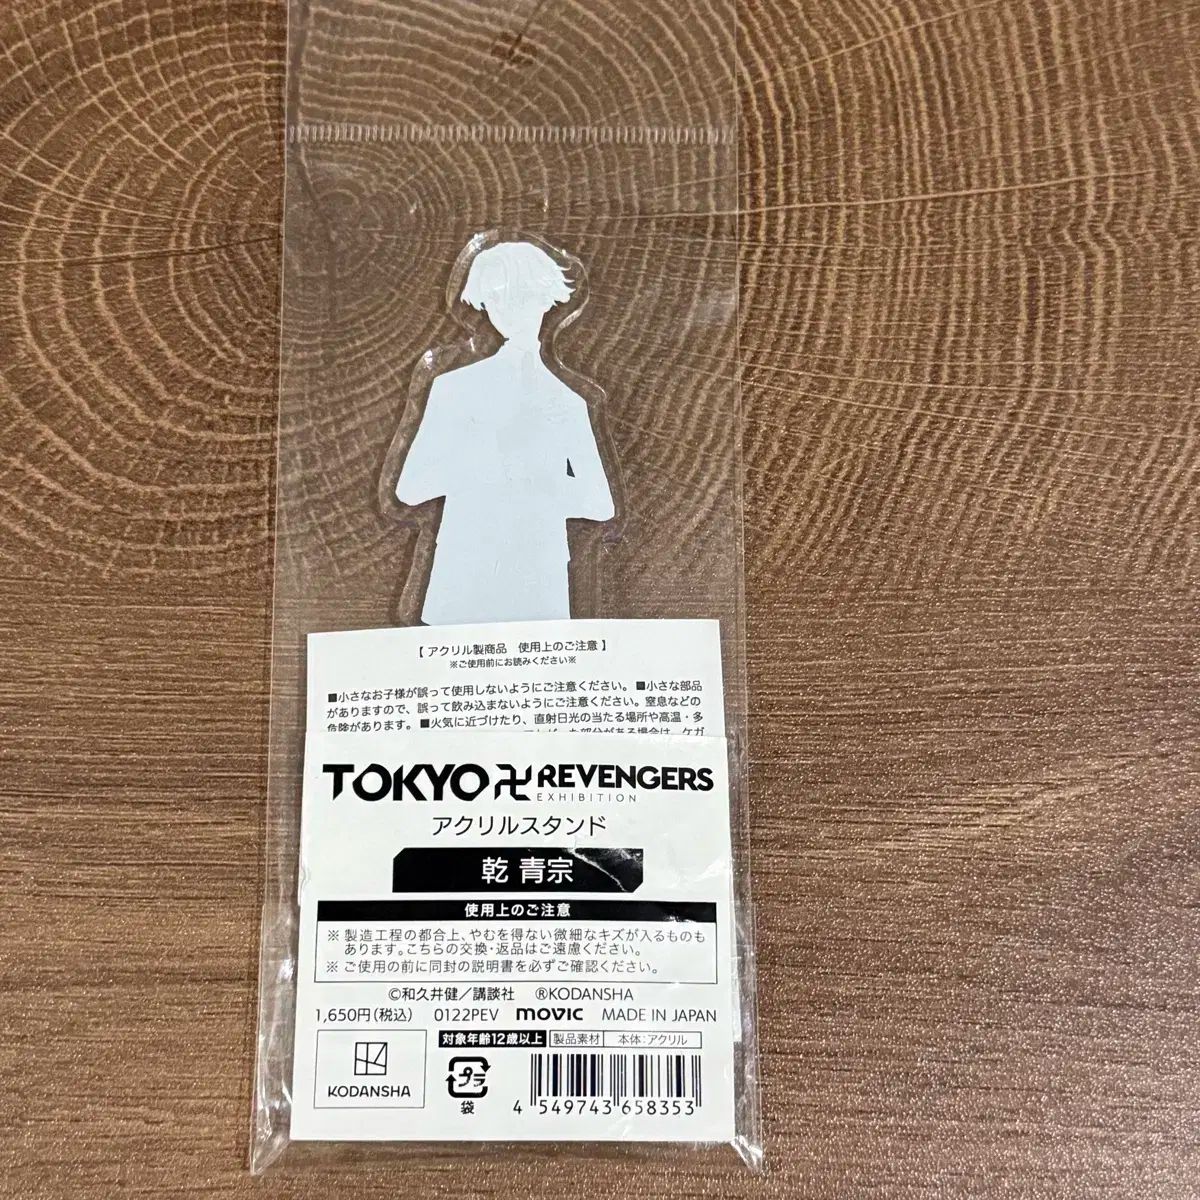 【 アクリル製商品 使用上のご注意 】
※ご使用前にお読みください※
■小さなお子様が誤って使用しないようにご注意ください。 ■小さな部品
がありますので、誤って飲み込まないようにご注意ください。窒息などの
危険があります。 ■火気に近づけたり、直射日光の当たる場所や高温・多
部分がある場合は、ケガ
TOKYO卍REVENGERS
EXHIBITION
アクリルスタンド
乾 青宗
使用上のご注意
※ 製造工程の都合上、やむを得ない微細なキズが入るものも
あります。こちらの交換・返品はご遠慮ください。
※ ご使用の前に同封の説明書を必ずご確認ください。
©和久井健／講談社 ®KODANSHA
1,650円（税込） 0122PEV movic MADE IN JAPAN
対象年齢12歳以上 製品素材 本体：アクリル
KODANSHA
プラ
袋
4 549743 658353